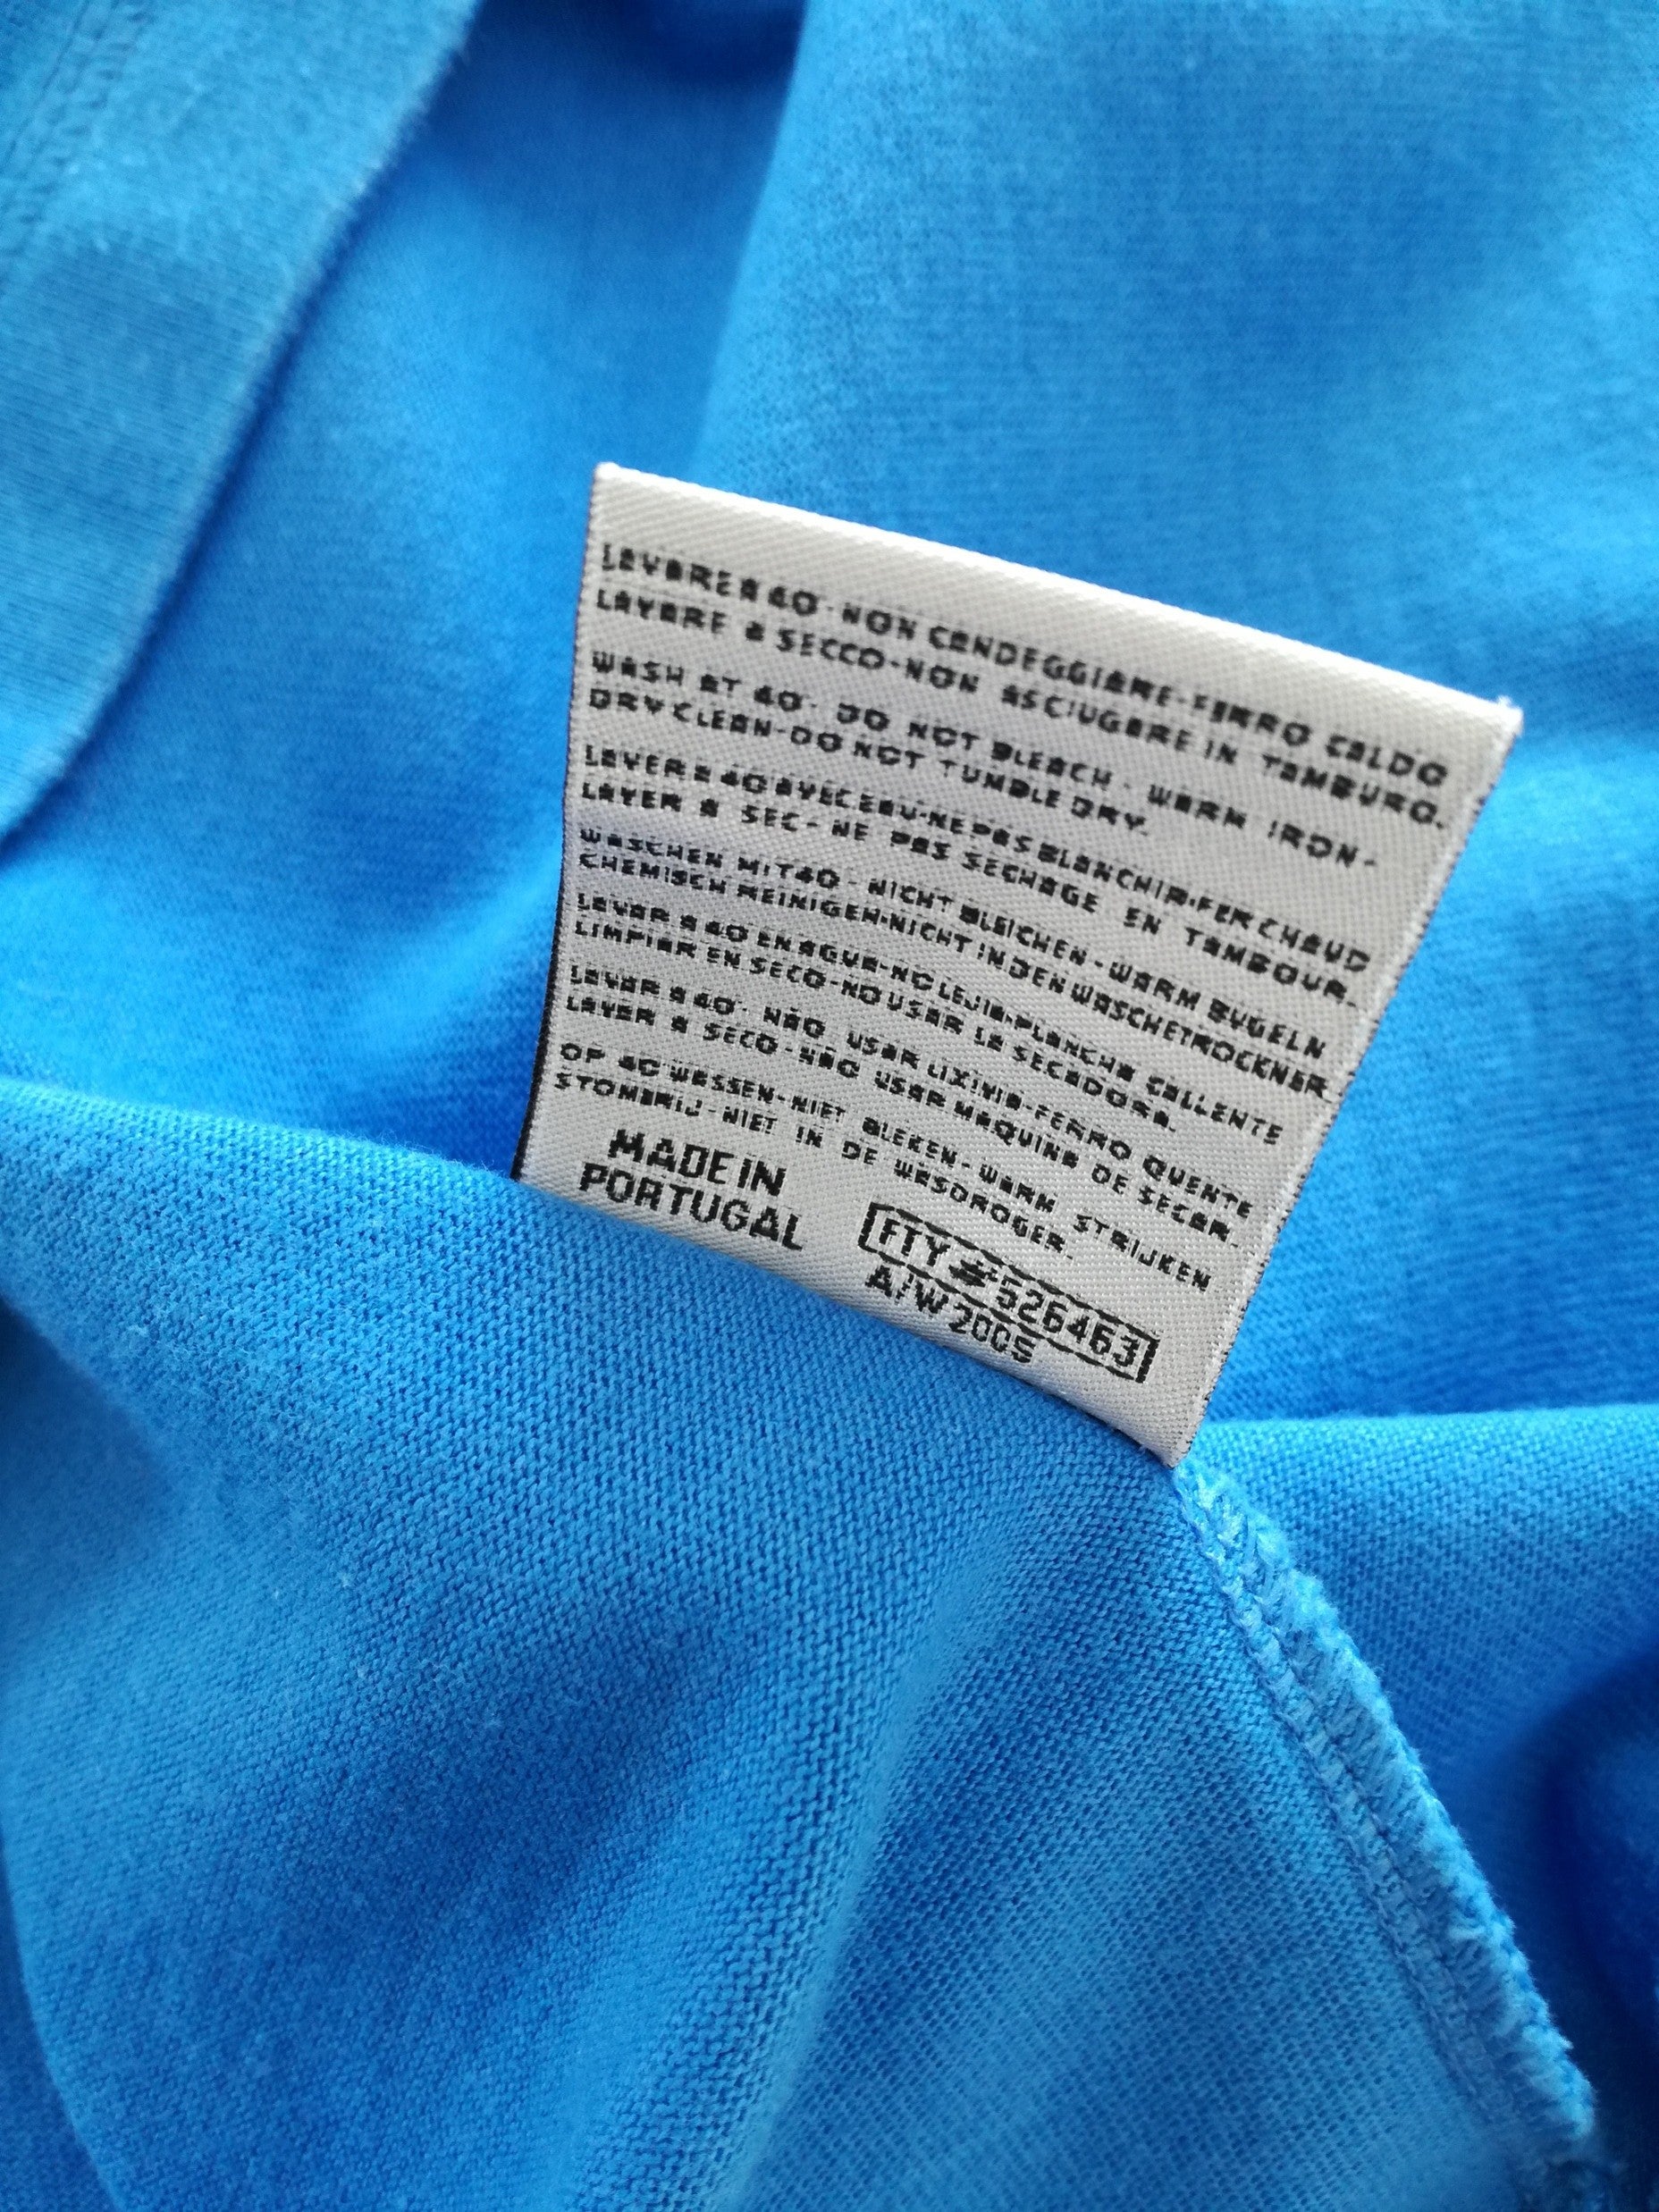 LAVARE A 40°-NON CANDEGGIARE-FERRO CALDO
LAVARE A SECCO-NON ASCIUGARE IN TAMBURO.
WASH AT 40°. DO NOT BLEACH - WARM IRON-
DRY CLEAN-DO NOT TUMBLE DRY.
LAVER A 40 AVEC EAU-NE PAS BLANCHIR-FER CHAUD
LAVER A SEC- NE PAS SECHAGE EN TAMBOUR.
WASCHEN MIT 40°-NICHT BLEICHEN-WARM BUGELN
CHEMISCH REINIGEN-NICHT IN DEN WASCHETROCKNER.
LAVAR A 40 EN AGUA-NO LEJIA-PLANCHA CALLENTE
LIMPIAR EN SECO-NO USAR LA SECADORA.
LAVAR A 40°. NÃO USAR LIXIVIA-FERRO QUENTE
LAVAR A SECO-NÃO USAR MAQUINA DE SECAR.
OP 40 WASSEN-NIET BLEKEN-WARM STRIJKEN
STOMERIJ-NIET IN DE WASDROGER.
MADE IN
PORTUGAL
FTY #526463
A/W 2005